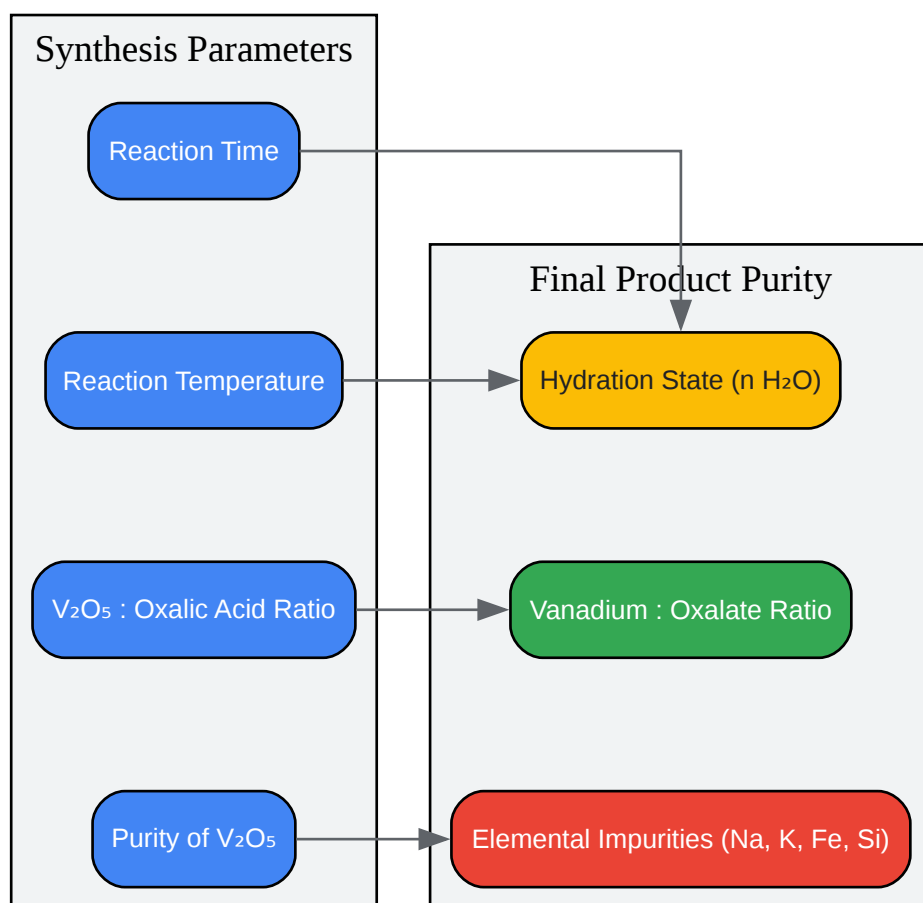 Synthesis Parameters
Reaction Time
Final Product Purity
Reaction Temperature
Hydration State (n H₂O)
V₂O₅ : Oxalic Acid Ratio
Vanadium : Oxalate Ratio
Purity of V₂O₅
Elemental Impurities (Na, K, Fe, Si)